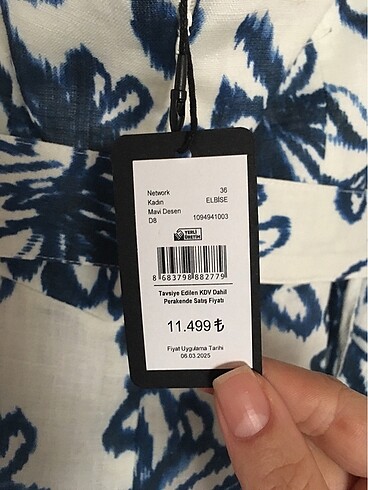 Network 36
Kadın ELBİSE
Mavi Desen
D8 1094941003
YERLİ
ÜRETİM
8 683798 882779
Tavsiye Edilen KDV Dahil
Perakende Satış Fiyatı
11.499 ₺
Fiyat Uygulama Tarihi
06.03.2025